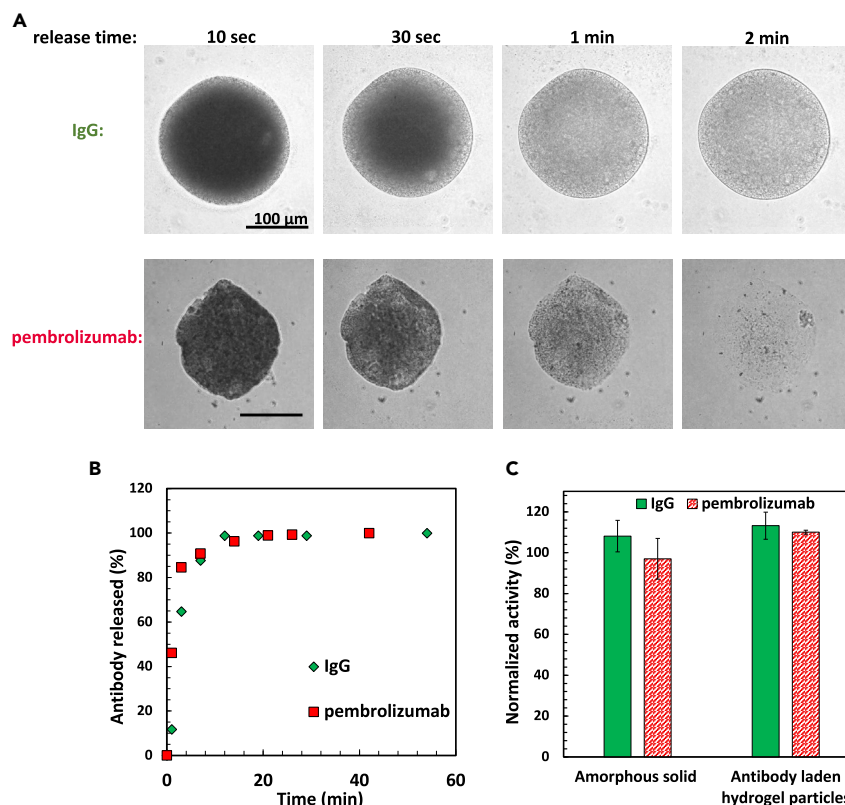 A
release time: 10 sec 30 sec 1 min 2 min
IgG:
100 µm
pembrolizumab:
B
120
100
80
60
40
20
0
0 20 40 60
Antibody released (%)
Time (min)
IgG
pembrolizumab
C
IgG pembrolizumab
120
100
80
60
40
20
0
Normalized activity (%)
Amorphous solid Antibody laden
hydrogel particles